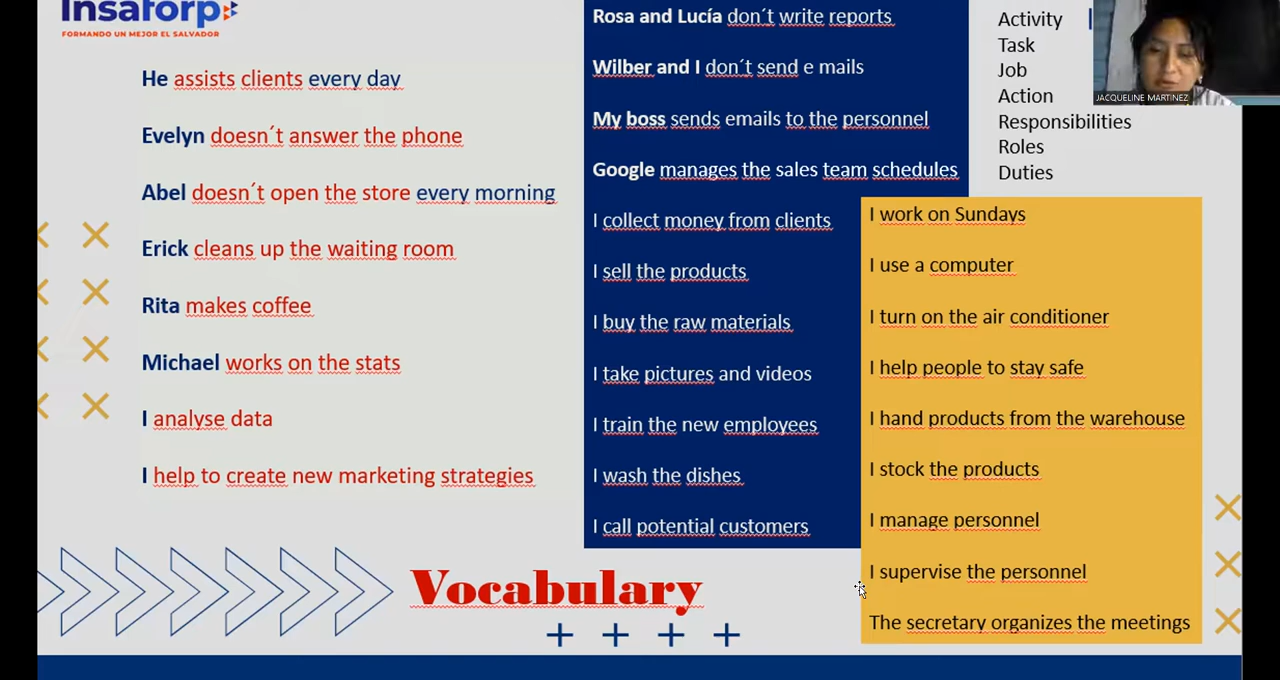 Insaforp
FORMANDO UN MEJOR EL SALVADOR
He assists clients every day
Evelyn doesn´t answer the phone
Abel doesn´t open the store every morning
Erick cleans up the waiting room
Rita makes coffee
Michael works on the stats
I analyse data
I help to create new marketing strategies
Rosa and Lucía don´t write reports
Wilber and I don´t send e mails
My boss sends emails to the personnel
Google manages the sales team schedules
I collect money from clients
I sell the products
I buy the raw materials
I take pictures and videos
I train the new employees
I wash the dishes
I call potential customers
Activity
Task
Job
Action
Responsibilities
Roles
Duties
JACQUELINE MARTINEZ
I work on Sundays
I use a computer
I turn on the air conditioner
I help people to stay safe
I hand products from the warehouse
I stock the products
I manage personnel
I supervise the personnel
The secretary organizes the meetings
Vocabulary